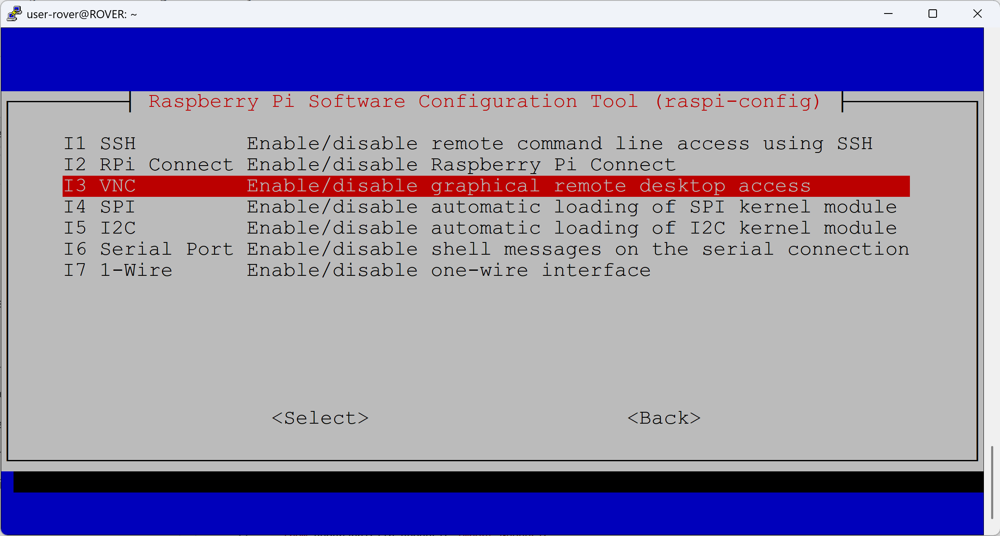 user-rover@ROVER: ~
Raspberry Pi Software Configuration Tool (raspi-config)
I1 SSH Enable/disable remote command line access using SSH
I2 RPi Connect Enable/disable Raspberry Pi Connect
I3 VNC Enable/disable graphical remote desktop access
I4 SPI Enable/disable automatic loading of SPI kernel module
I5 I2C Enable/disable automatic loading of I2C kernel module
I6 Serial Port Enable/disable shell messages on the serial connection
I7 1-Wire Enable/disable one-wire interface
<Select> <Back>